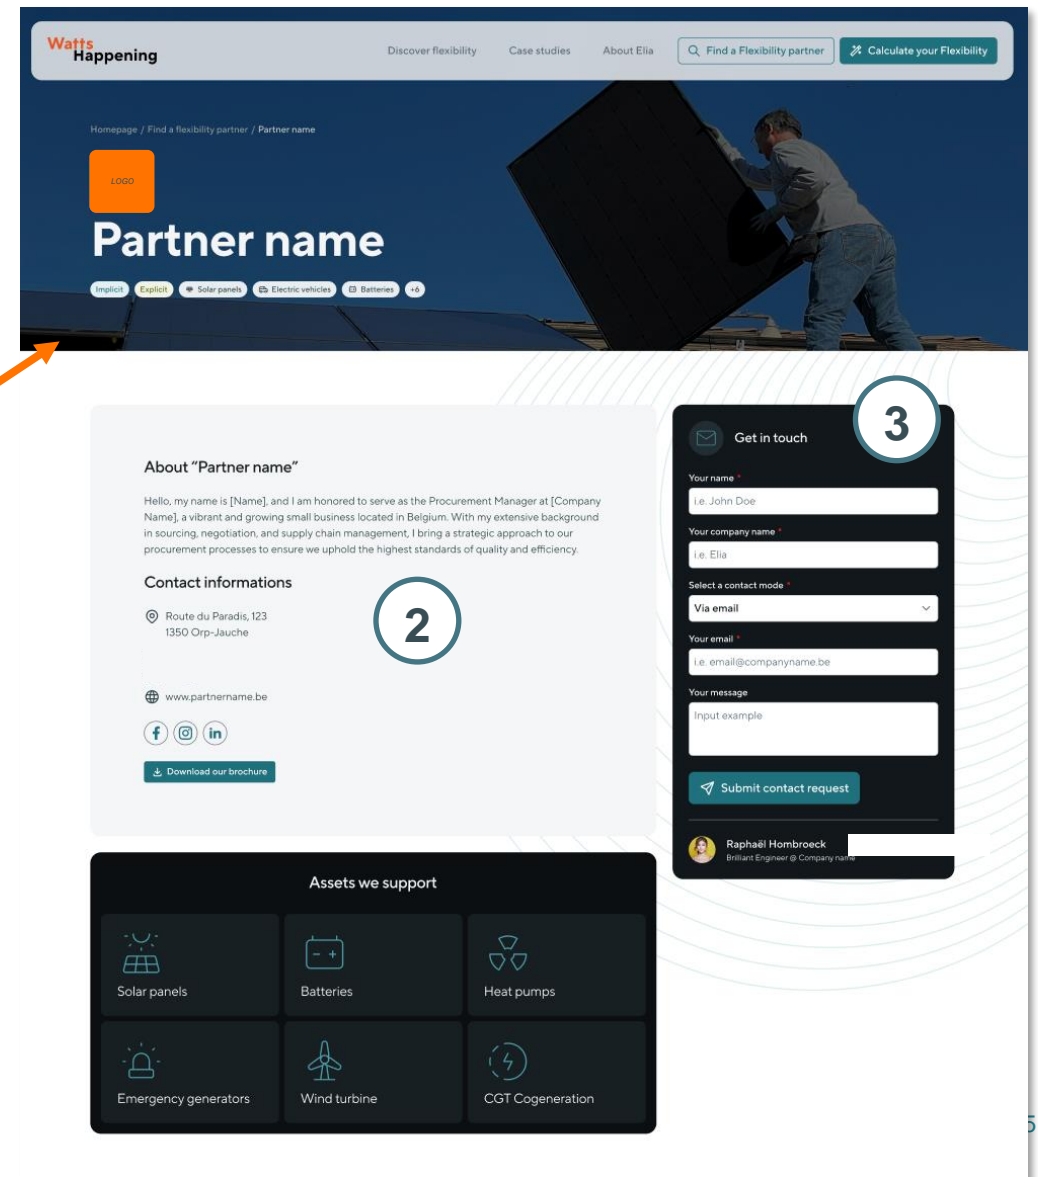 Watts
Happening
Discover flexibility
Case studies
About Elia
Find a Flexibility partner
Calculate your Flexibility
Homepage / Find a flexibility partner / Partner name
LOGO
Partner name
Implicit
Explicit
Solar panels
Electric vehicles
Batteries
+6
About “Partner name”
Hello, my name is [Name], and I am honored to serve as the Procurement Manager at [Company
Name], a vibrant and growing small business located in Belgium. With my extensive background
in sourcing, negotiation, and supply chain management, I bring a strategic approach to our
procurement processes to ensure we uphold the highest standards of quality and efficiency.
Contact informations
Route du Paradis, 123
1350 Orp-Jauche
2
www.partnername.be
Download our brochure
3
Get in touch
Your name *
i.e. John Doe
Your company name *
i.e. Elia
Select a contact mode *
Via email
Your email *
i.e. email@companyname.be
Your message
Input example
Submit contact request
Raphaël Hombroeck
Brilliant Engineer @ Company name
Assets we support
Solar panels
Batteries
Heat pumps
Emergency generators
Wind turbine
CGT Cogeneration
5